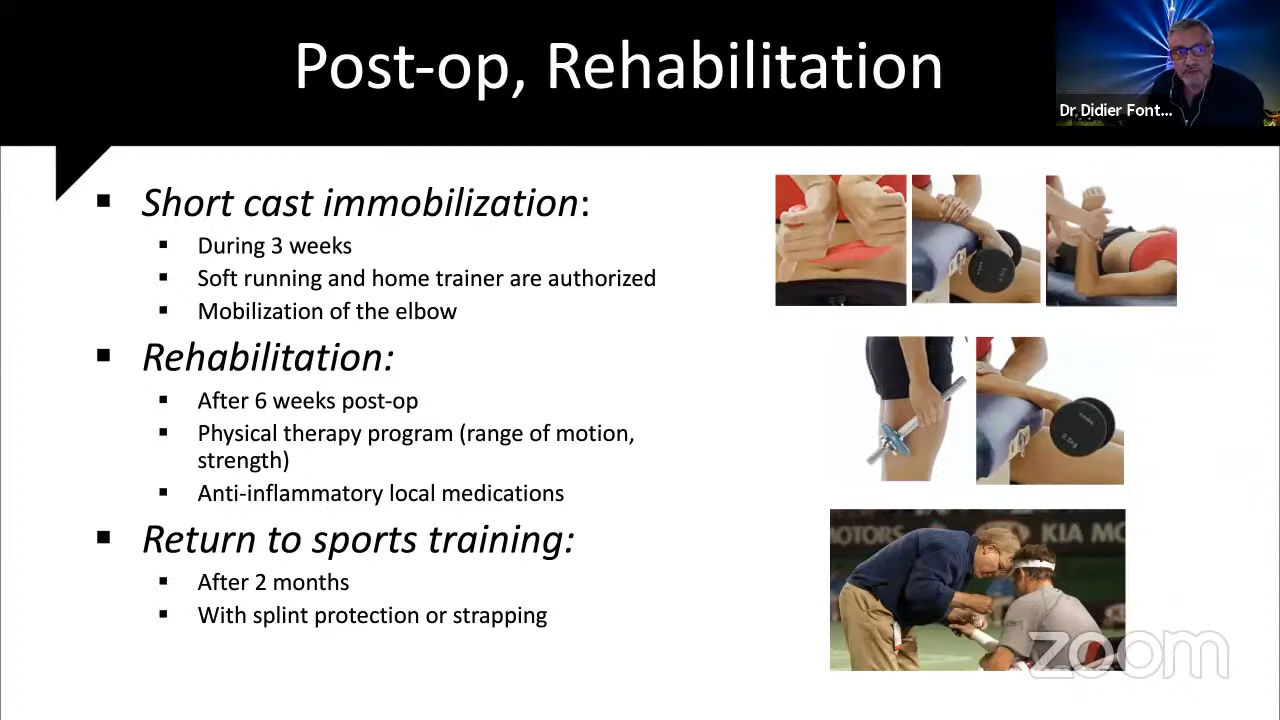 Post-op, Rehabilitation
Dr Didier Font...
Short cast immobilization:
During 3 weeks
Soft running and home trainer are authorized
Mobilization of the elbow
Rehabilitation:
After 6 weeks post-op
Physical therapy program (range of motion,
strength)
Anti-inflammatory local medications
Return to sports training:
After 2 months
With splint protection or strapping
MOTORS
KIA MO
zoom